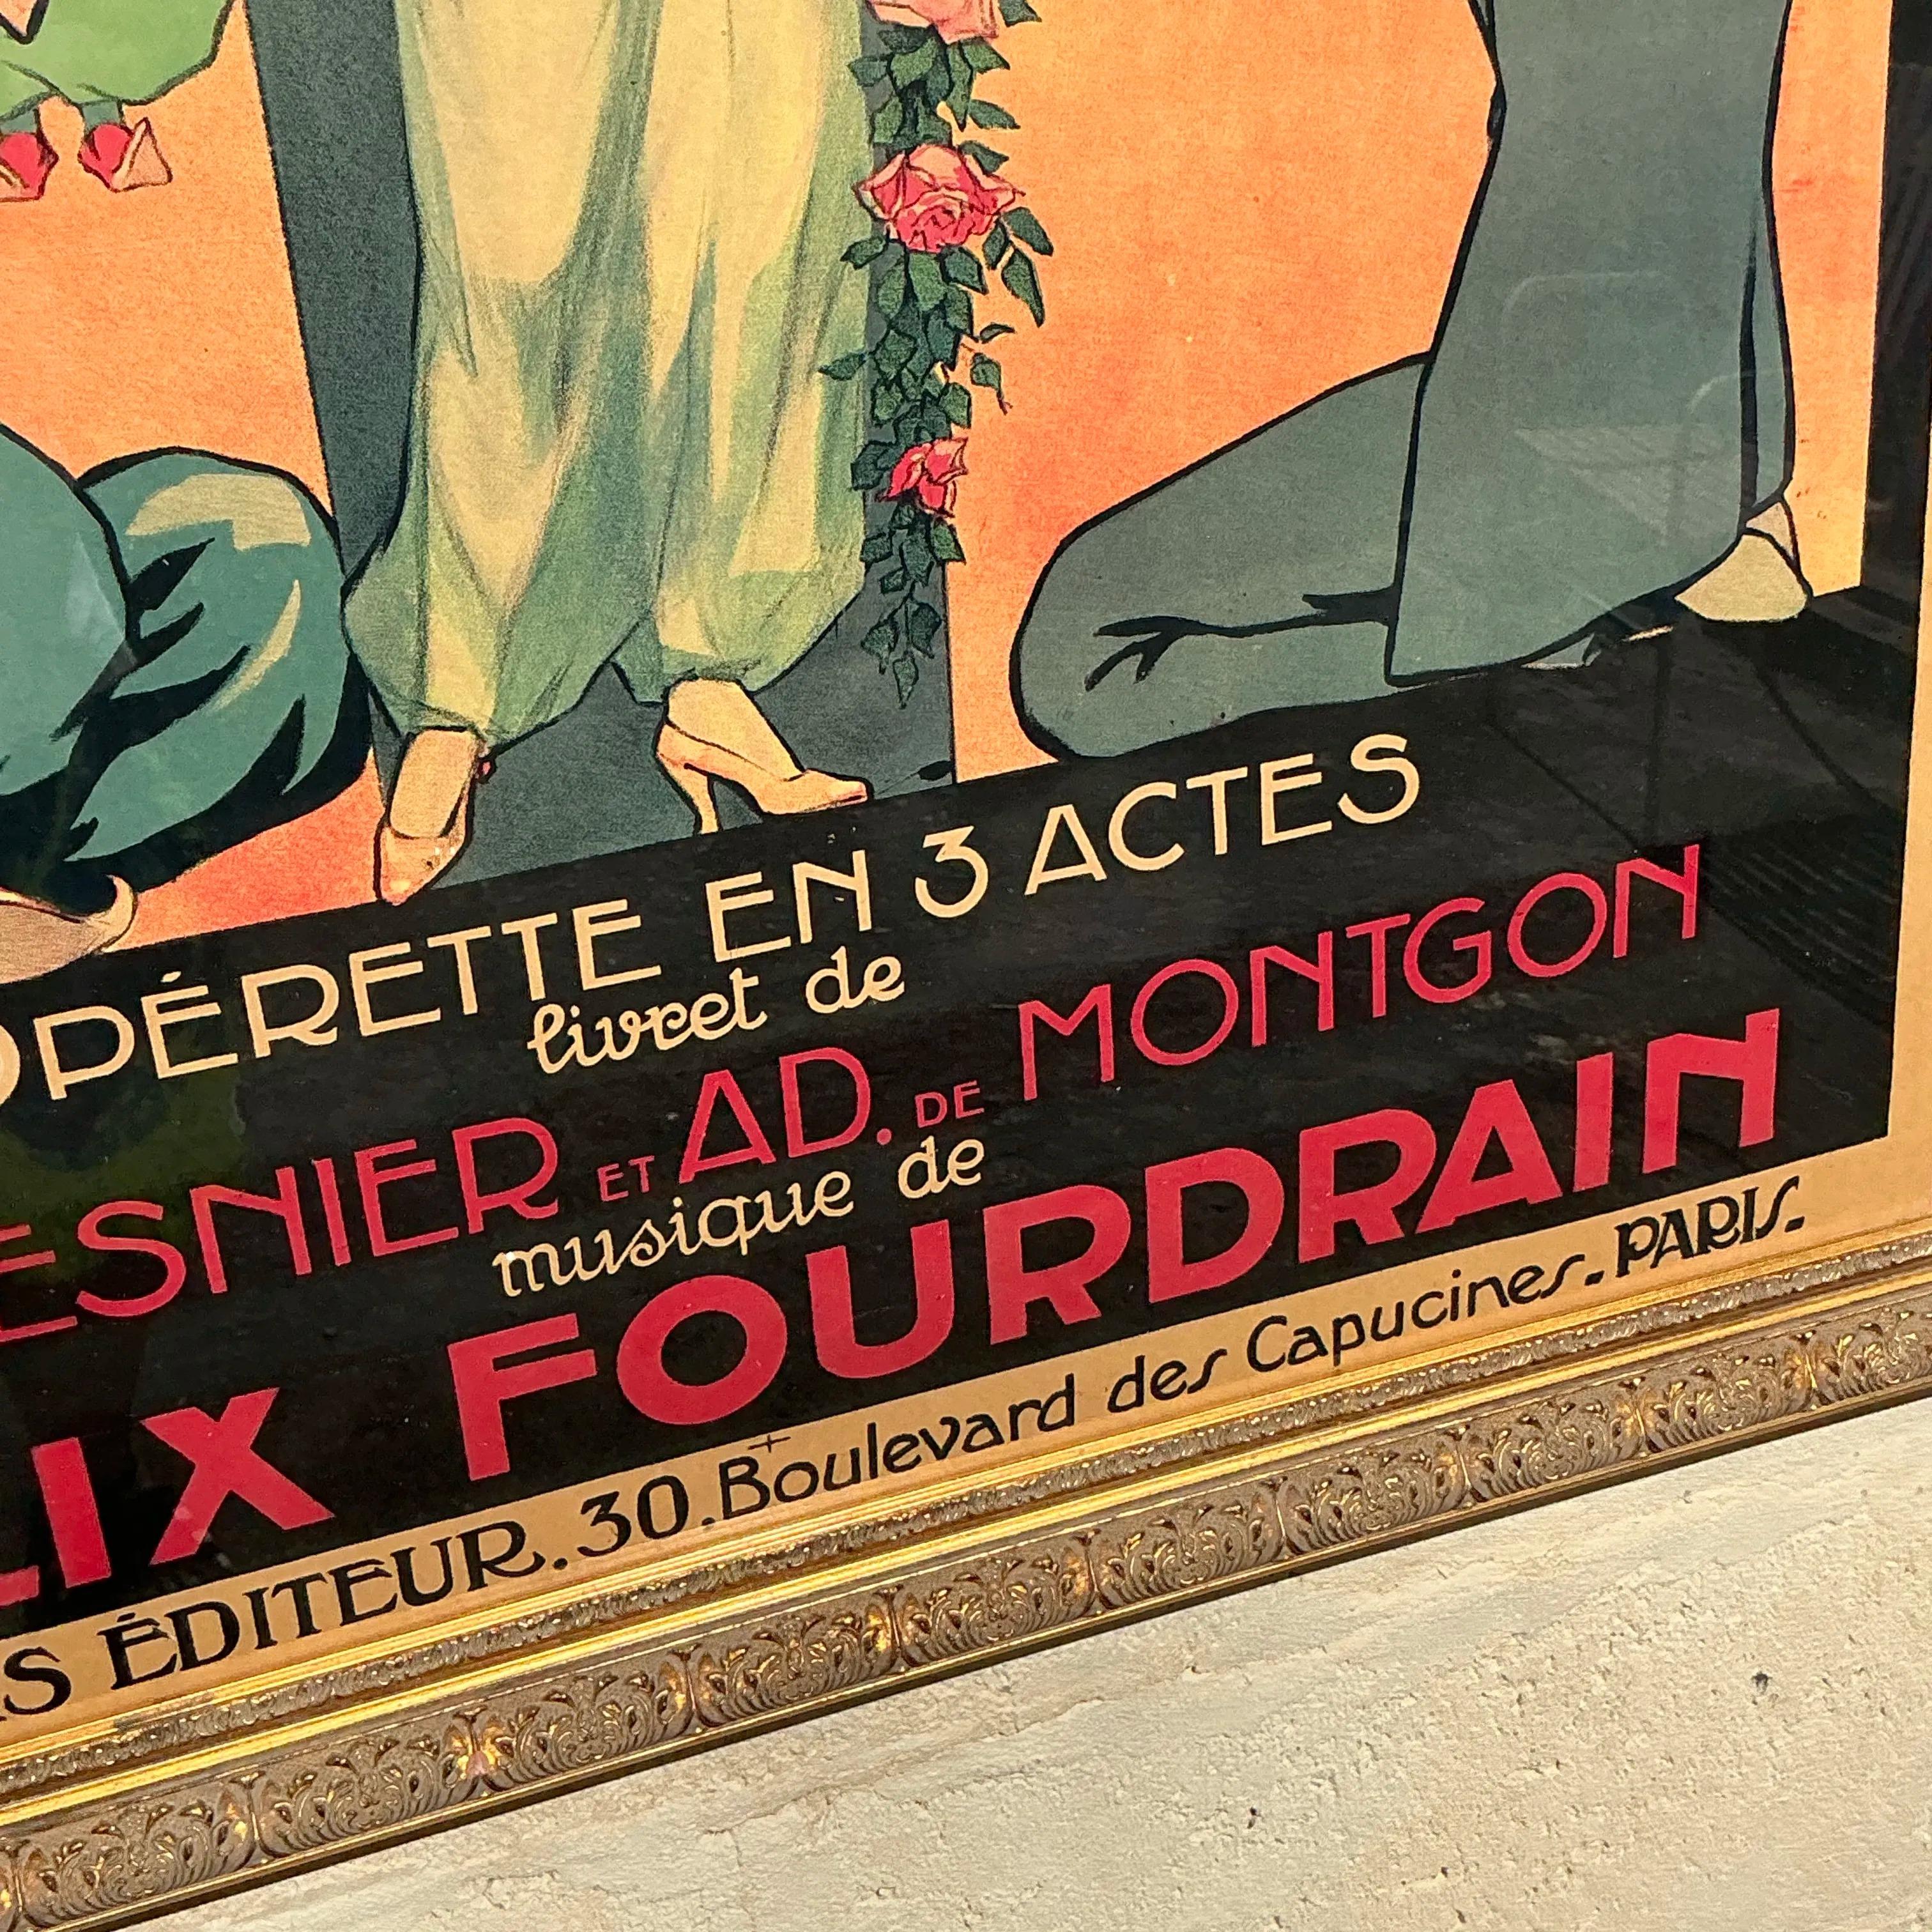 OPÉRETTE EN 3 ACTES
livret de
ESNIER ET AD. DE MONTGON
musique de
LIX FOURDRAIN
S ÉDITEUR. 30. Boulevard des Capucines. PARIS.